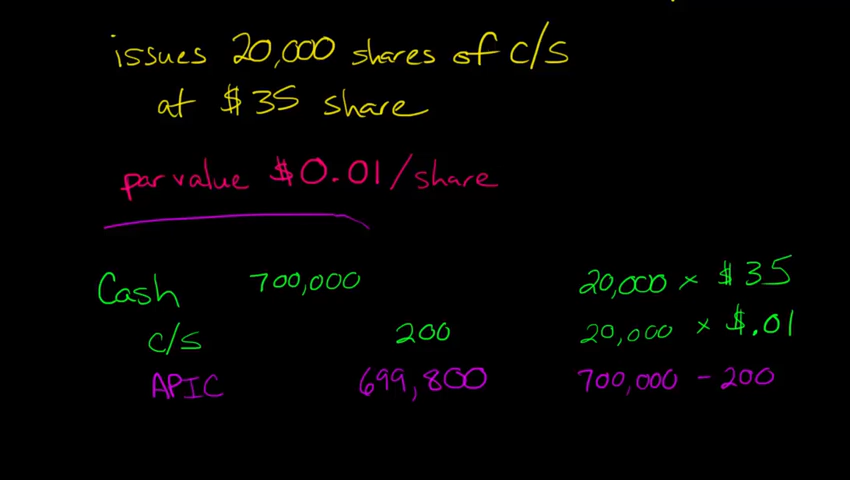 issues 20,000 shares of c/s
at $35 share
par value $0.01/share
Cash 700,000 20,000 × $35
c/s 200 20,000 × $.01
APIC 699,800 700,000 - 200